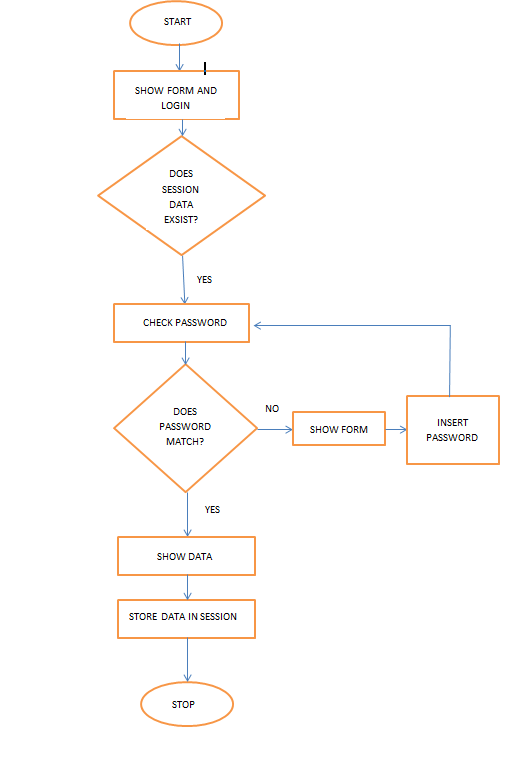 START
SHOW FORM AND
LOGIN
DOES
SESSION
DATA
EXSIST?
YES
CHECK PASSWORD
DOES
PASSWORD
MATCH?
NO
SHOW FORM
INSERT
PASSWORD
YES
SHOW DATA
STORE DATA IN SESSION
STOP